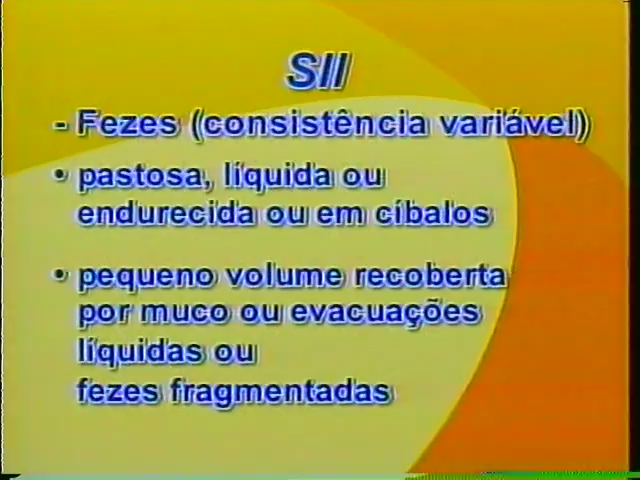 SII
- Fezes (consistência variável)
• pastosa, líquida ou
endurecida ou em cíbalos
• pequeno volume recoberta
por muco ou evacuações
líquidas ou
fezes fragmentadas